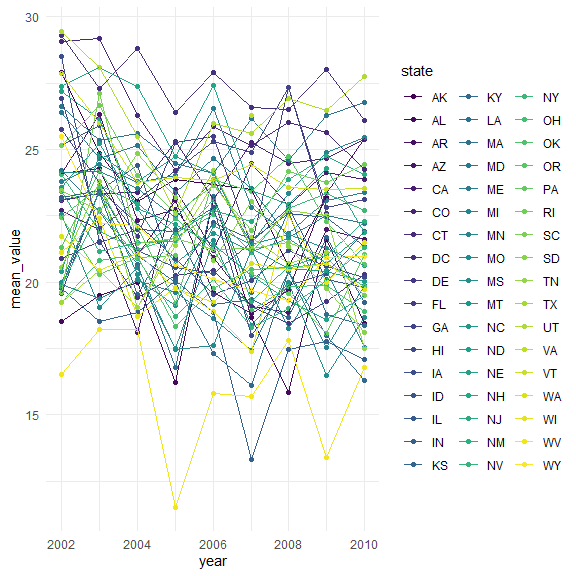 30
25
20
15
mean_value
2002
2004
2006
2008
2010
year
state
AK KY NY
AL LA OH
AR MA OK
AZ MD OR
CA ME PA
CO MI RI
CT MN SC
DC MO SD
DE MS TN
FL MT TX
GA NC UT
HI ND VA
IA NE VT
ID NH WA
IL NJ WI
IN NM WV
KS NV WY